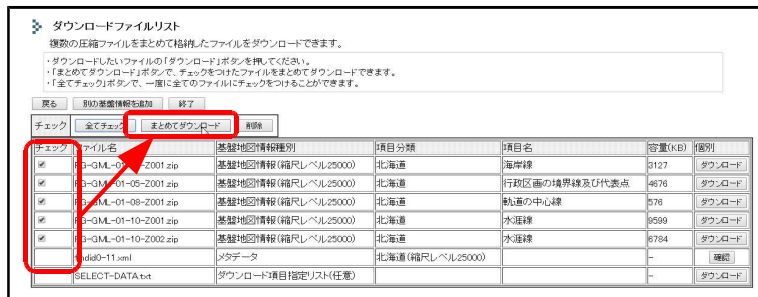 ダウンロードファイルリスト
複数の圧縮ファイルをまとめて格納したファイルをダウンロードできます。
・ダウンロードしたいファイルの「ダウンロード」ボタンを押してください。
・「まとめてダウンロード」ボタンで、チェックをつけたファイルをまとめてダウンロードできます。
・「全てチェック」ボタンで、一度に全てのファイルにチェックをつけることができます。
戻る 別の基盤情報を追加 終了
チェック 全てチェック まとめてダウンロード 削除
チェック ファイル名 基盤地図情報種別 項目分類 項目名 容量(KB) 個別
基盤地図情報(縮尺レベル25000) 北海道 海岸線 3127 ダウンロード
FG-GML-01-05-Z001.zip 基盤地図情報(縮尺レベル25000) 北海道 行政区画の境界線及び代表点 4676 ダウンロード
FG-GML-01-08-Z001.zip 基盤地図情報(縮尺レベル25000) 北海道 軌道の中心線 576 ダウンロード
FG-GML-01-10-Z001.zip 基盤地図情報(縮尺レベル25000) 北海道 水涯線 9599 ダウンロード
FG-GML-01-10-Z002.zip 基盤地図情報(縮尺レベル25000) 北海道 水涯線 6784 ダウンロード
fmdid0-11.xml メタデータ 北海道(縮尺レベル25000) - 確認
SELECT-DATA.txt ダウンロード項目指定リスト(任意) - ダウンロード